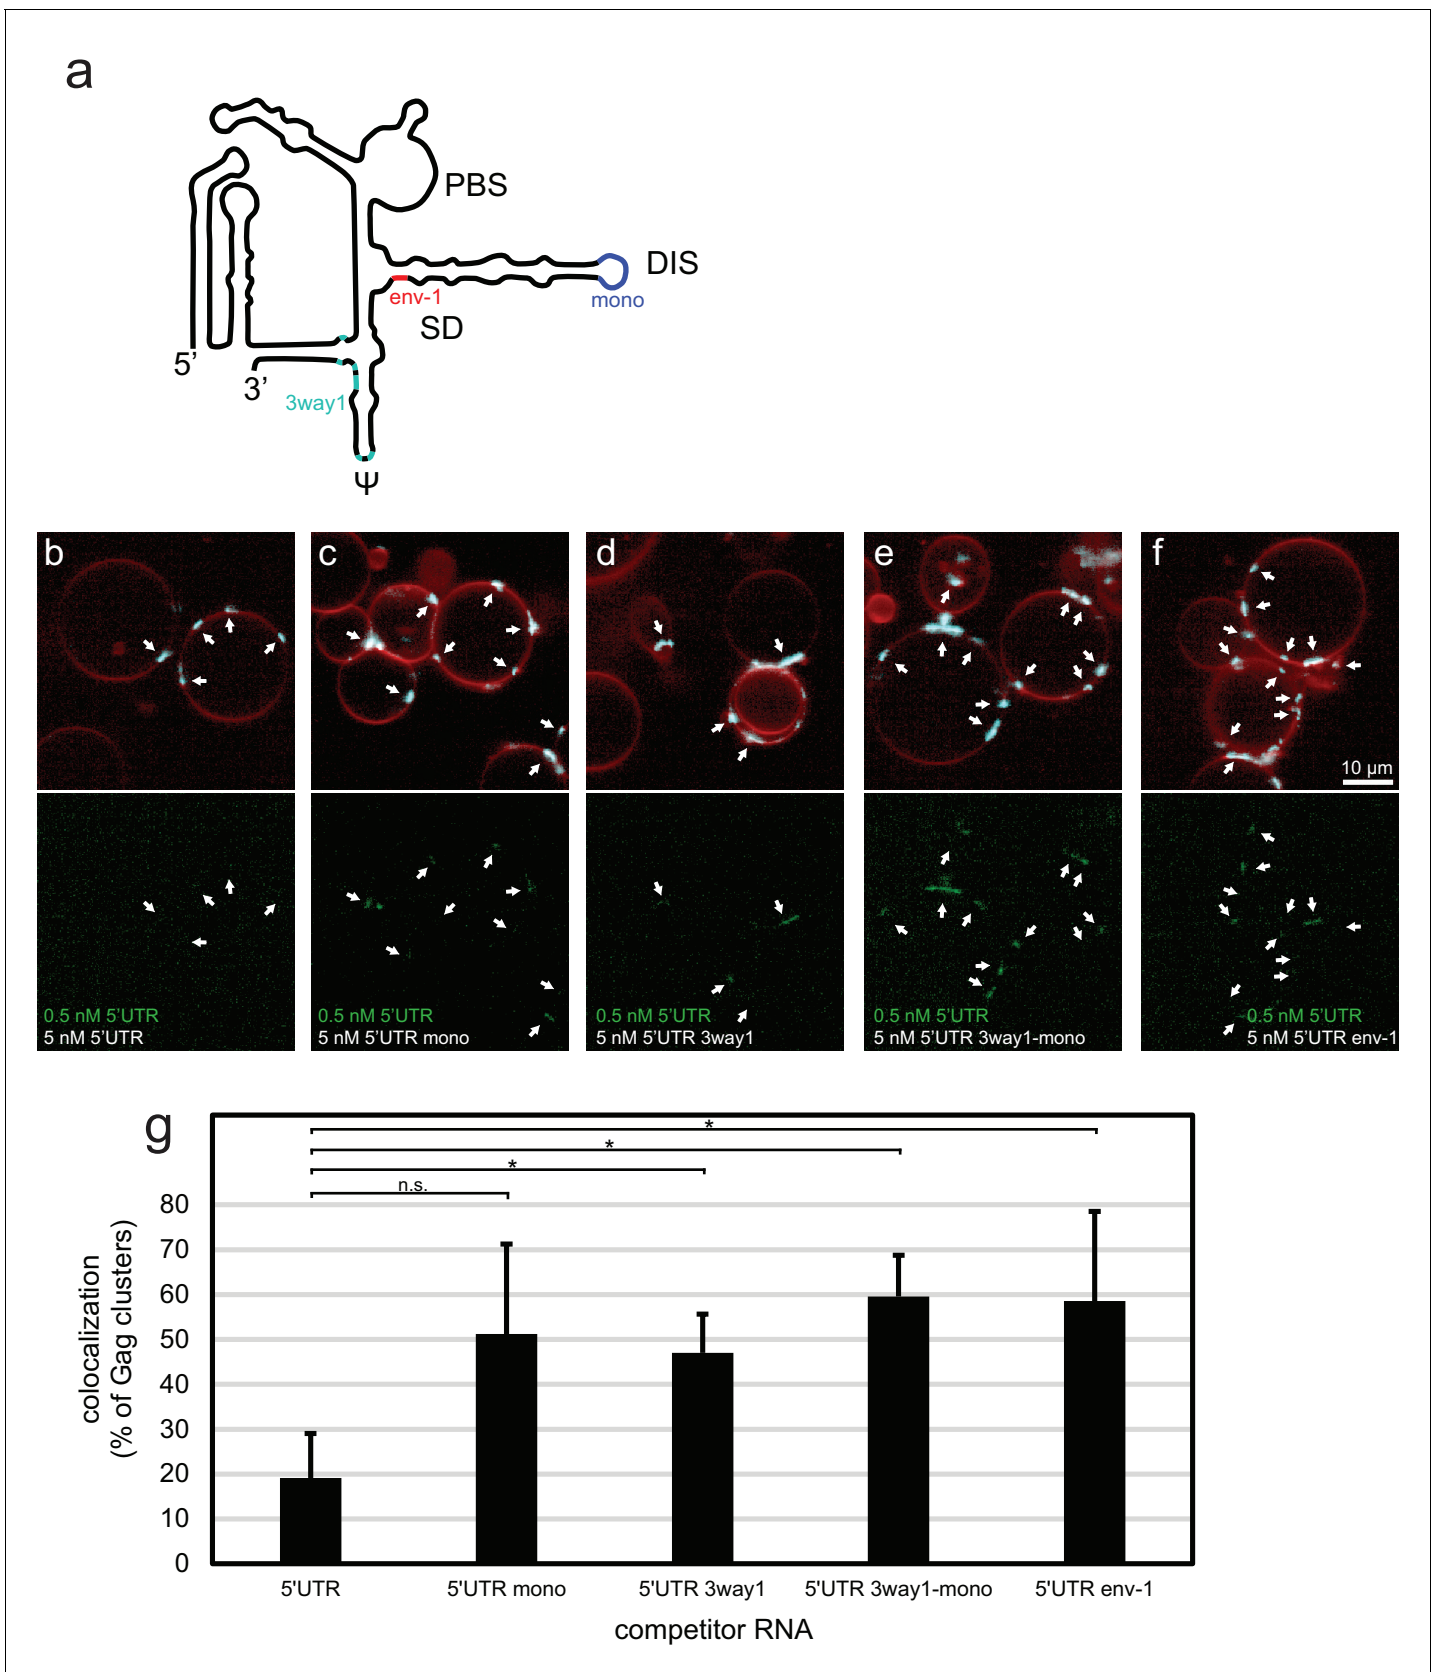 a
PBS
DIS
env-1
mono
SD
5’
3’
3way1
Ψ
b
c
d
e
f
10 µm
0.5 nM 5’UTR
5 nM 5’UTR
0.5 nM 5’UTR
5 nM 5’UTR mono
0.5 nM 5’UTR
5 nM 5’UTR 3way1
0.5 nM 5’UTR
5 nM 5’UTR 3way1-mono
0.5 nM 5’UTR
5 nM 5’UTR env-1
g
*
*
*
n.s.
80
70
60
50
40
30
20
10
0
colocalization
(% of Gag clusters)
5'UTR
5'UTR mono
5'UTR 3way1
5'UTR 3way1-mono
5'UTR env-1
competitor RNA